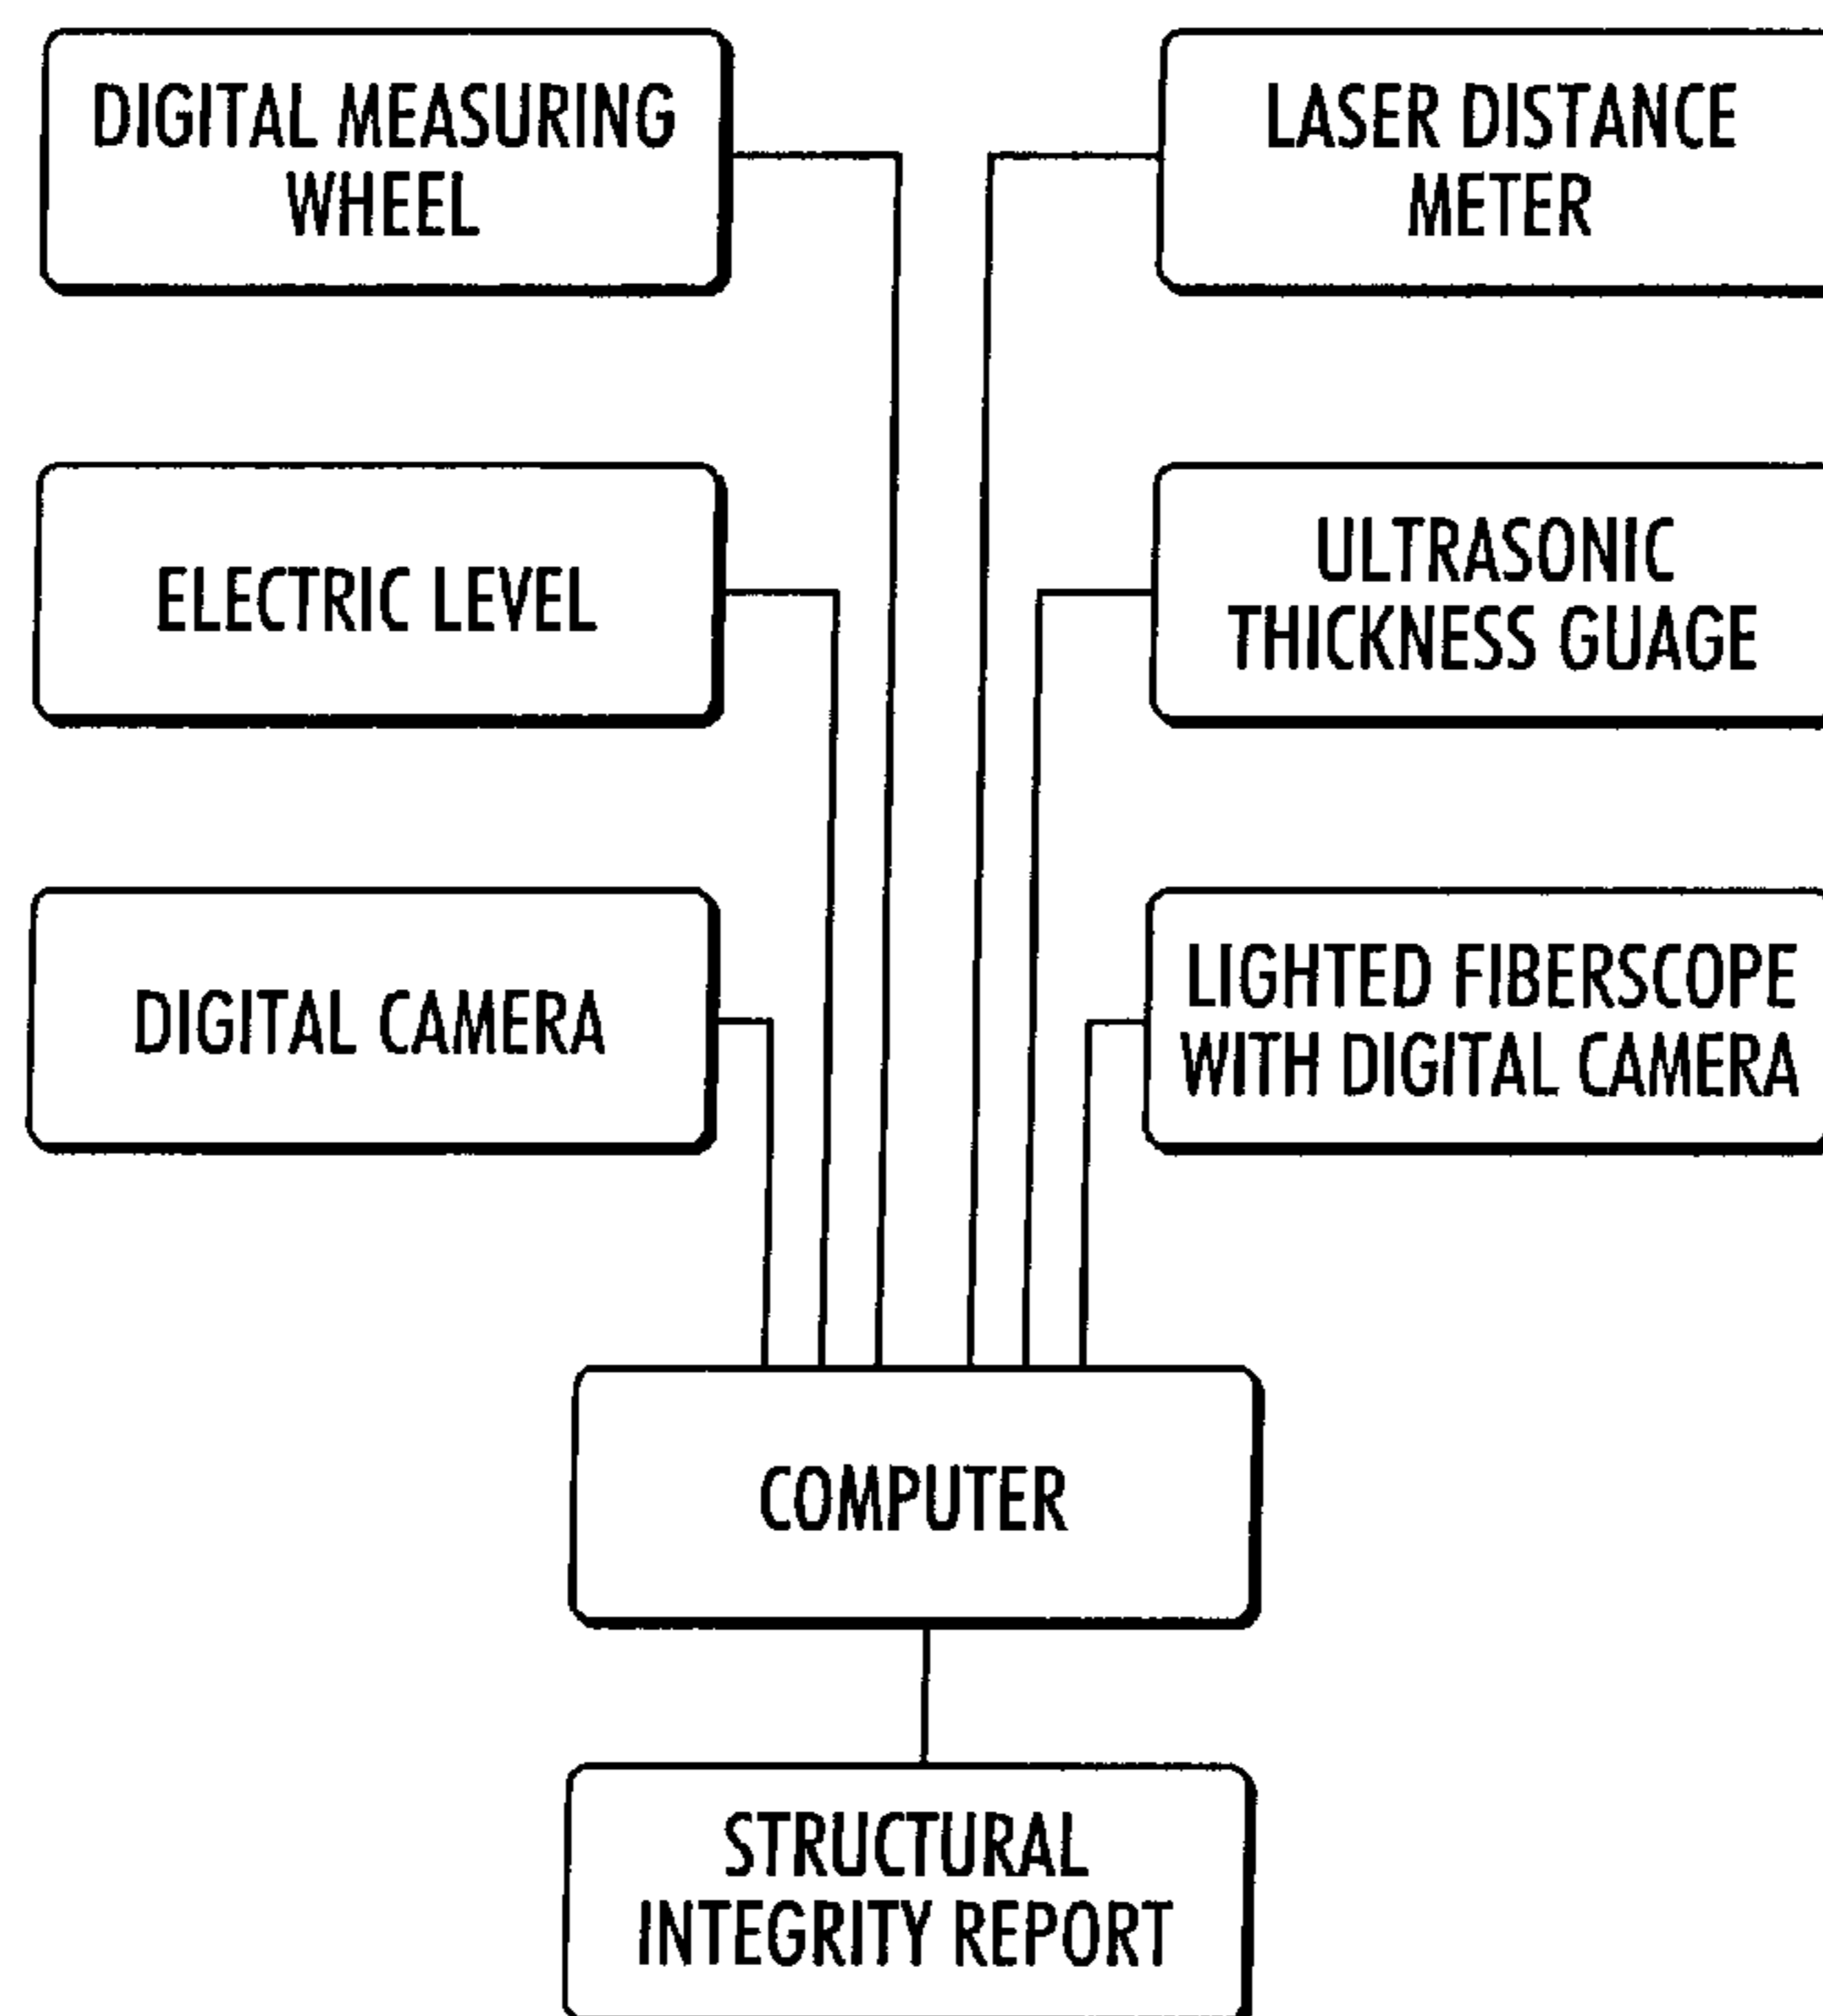 DIGITAL MEASURING
WHEEL
LASER DISTANCE
METER
ELECTRIC LEVEL
ULTRASONIC
THICKNESS GUAGE
DIGITAL CAMERA
LIGHTED FIBERSCOPE
WITH DIGITAL CAMERA
COMPUTER
STRUCTURAL
INTEGRITY REPORT